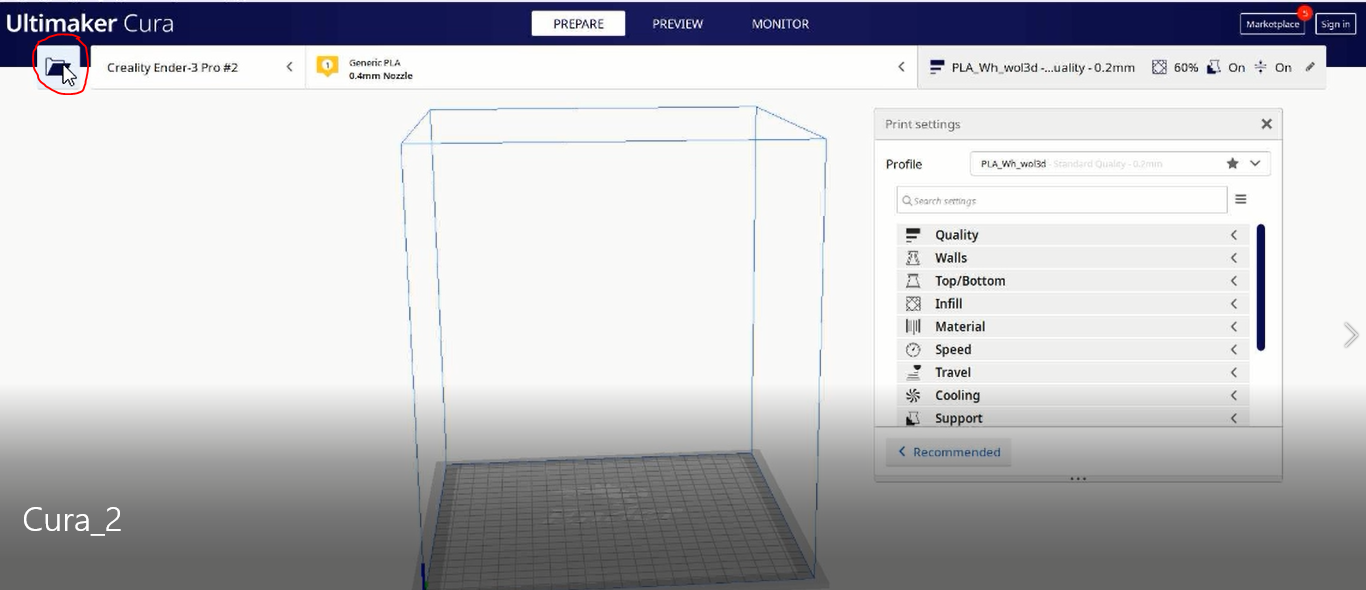 Ultimaker Cura
PREPARE
PREVIEW
MONITOR
Marketplace
5
Sign in
Creality Ender-3 Pro #2
1
Generic PLA
0.4mm Nozzle
PLA_Wh_wol3d -...uality - 0.2mm
60%
On
On
Print settings
Profile
PLA_Wh_wol3d - Standard Quality - 0.2mm
Search settings
Quality
Walls
Top/Bottom
Infill
Material
Speed
Travel
Cooling
Support
Recommended
Cura_2